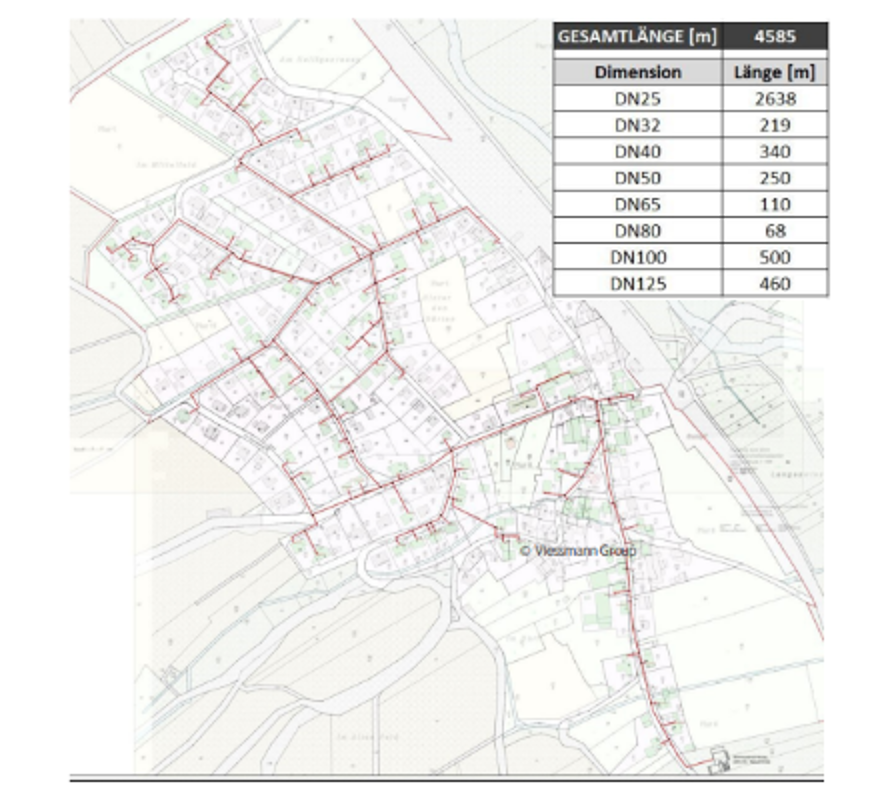 GESAMTLÄNGE [m] 4585
Dimension Länge [m]
DN25 2638
DN32 219
DN40 340
DN50 250
DN65 110
DN80 68
DN100 500
DN125 460
© Viessmann Group